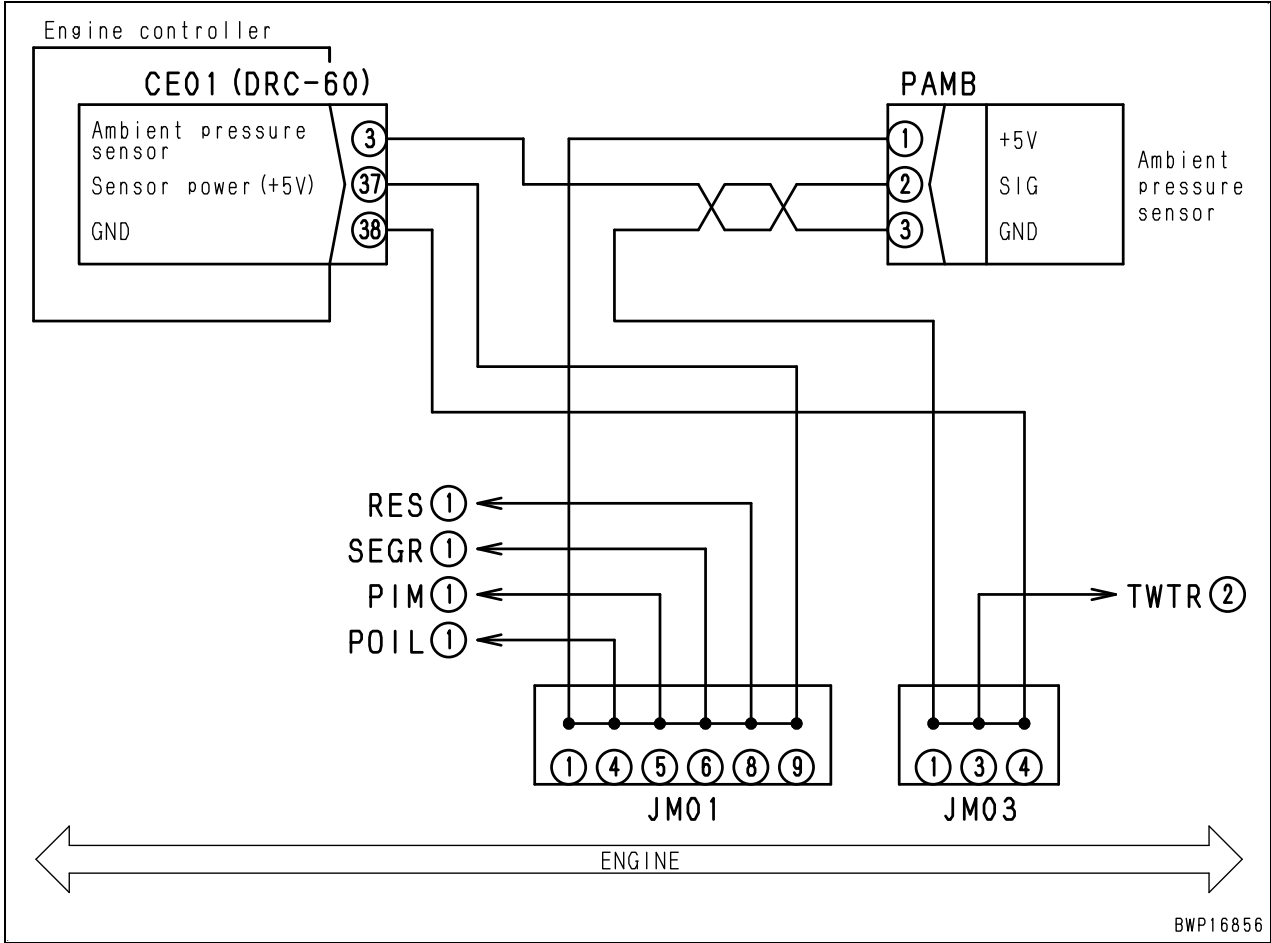 Engine controller
CE01 (DRC-60)
Ambient pressure
sensor
3
Sensor power (+5V)
37
GND
38
PAMB
1
+5V
2
SIG
3
GND
Ambient
pressure
sensor
RES 1
SEGR 1
PIM 1
POIL 1
TWTR 2
1 4 5 6 8 9
JM01
1 3 4
JM03
ENGINE
BWP16856